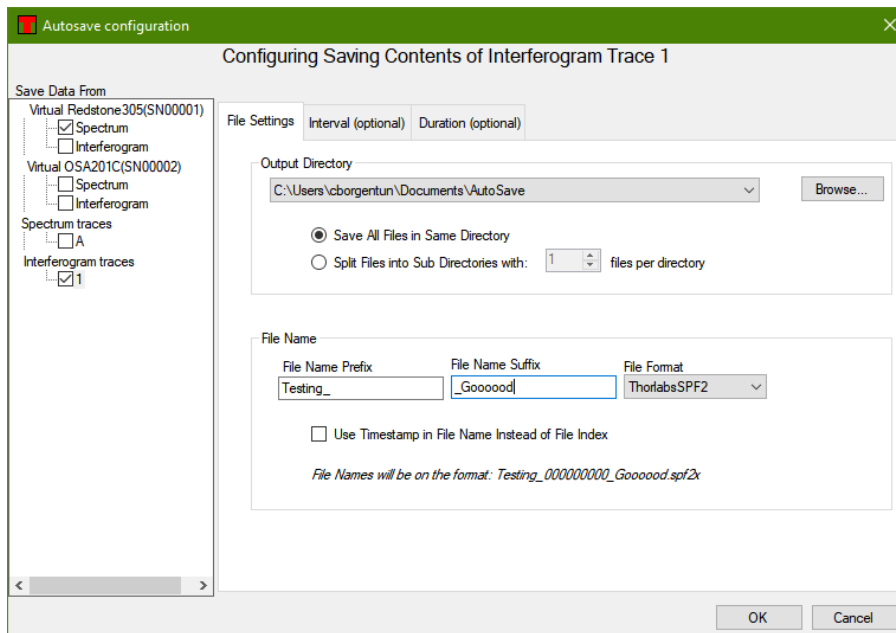 Autosave configuration
Configuring Saving Contents of Interferogram Trace 1
Save Data From
Virtual Redstone305(SN00001)
Spectrum
Interferogram
Virtual OSA201C(SN00002)
Spectrum
Interferogram
Spectrum traces
A
Interferogram traces
1
File Settings Interval (optional) Duration (optional)
Output Directory
C:\Users\cborgentun\Documents\AutoSave Browse...
Save All Files in Same Directory
Split Files into Sub Directories with: 1 files per directory
File Name
File Name Prefix File Name Suffix File Format
Testing_ _Goooood ThorlabsSPF2
Use Timestamp in File Name Instead of File Index
File Names will be on the format: Testing_000000000_Goooood.spf2x
OK Cancel